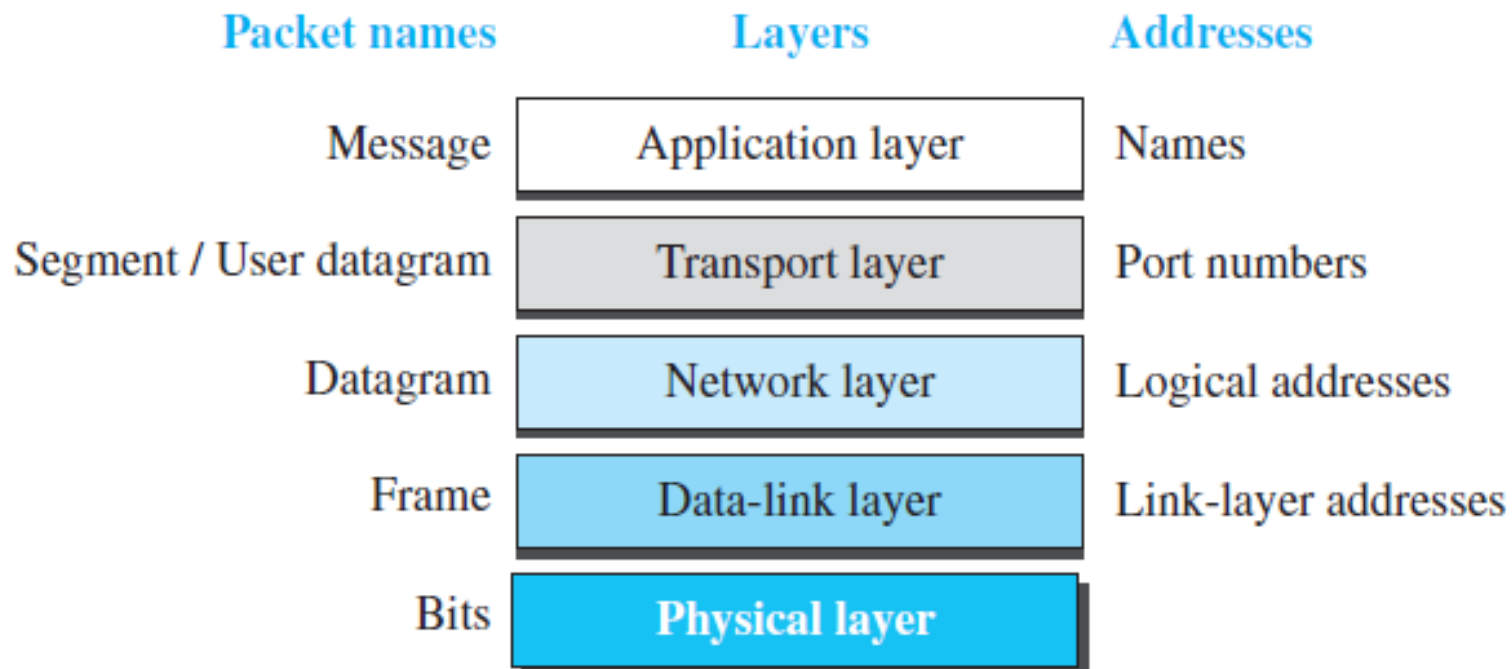 Packet names Layers Addresses
Message Application layer Names
Segment / User datagram Transport layer Port numbers
Datagram Network layer Logical addresses
Frame Data-link layer Link-layer addresses
Bits Physical layer